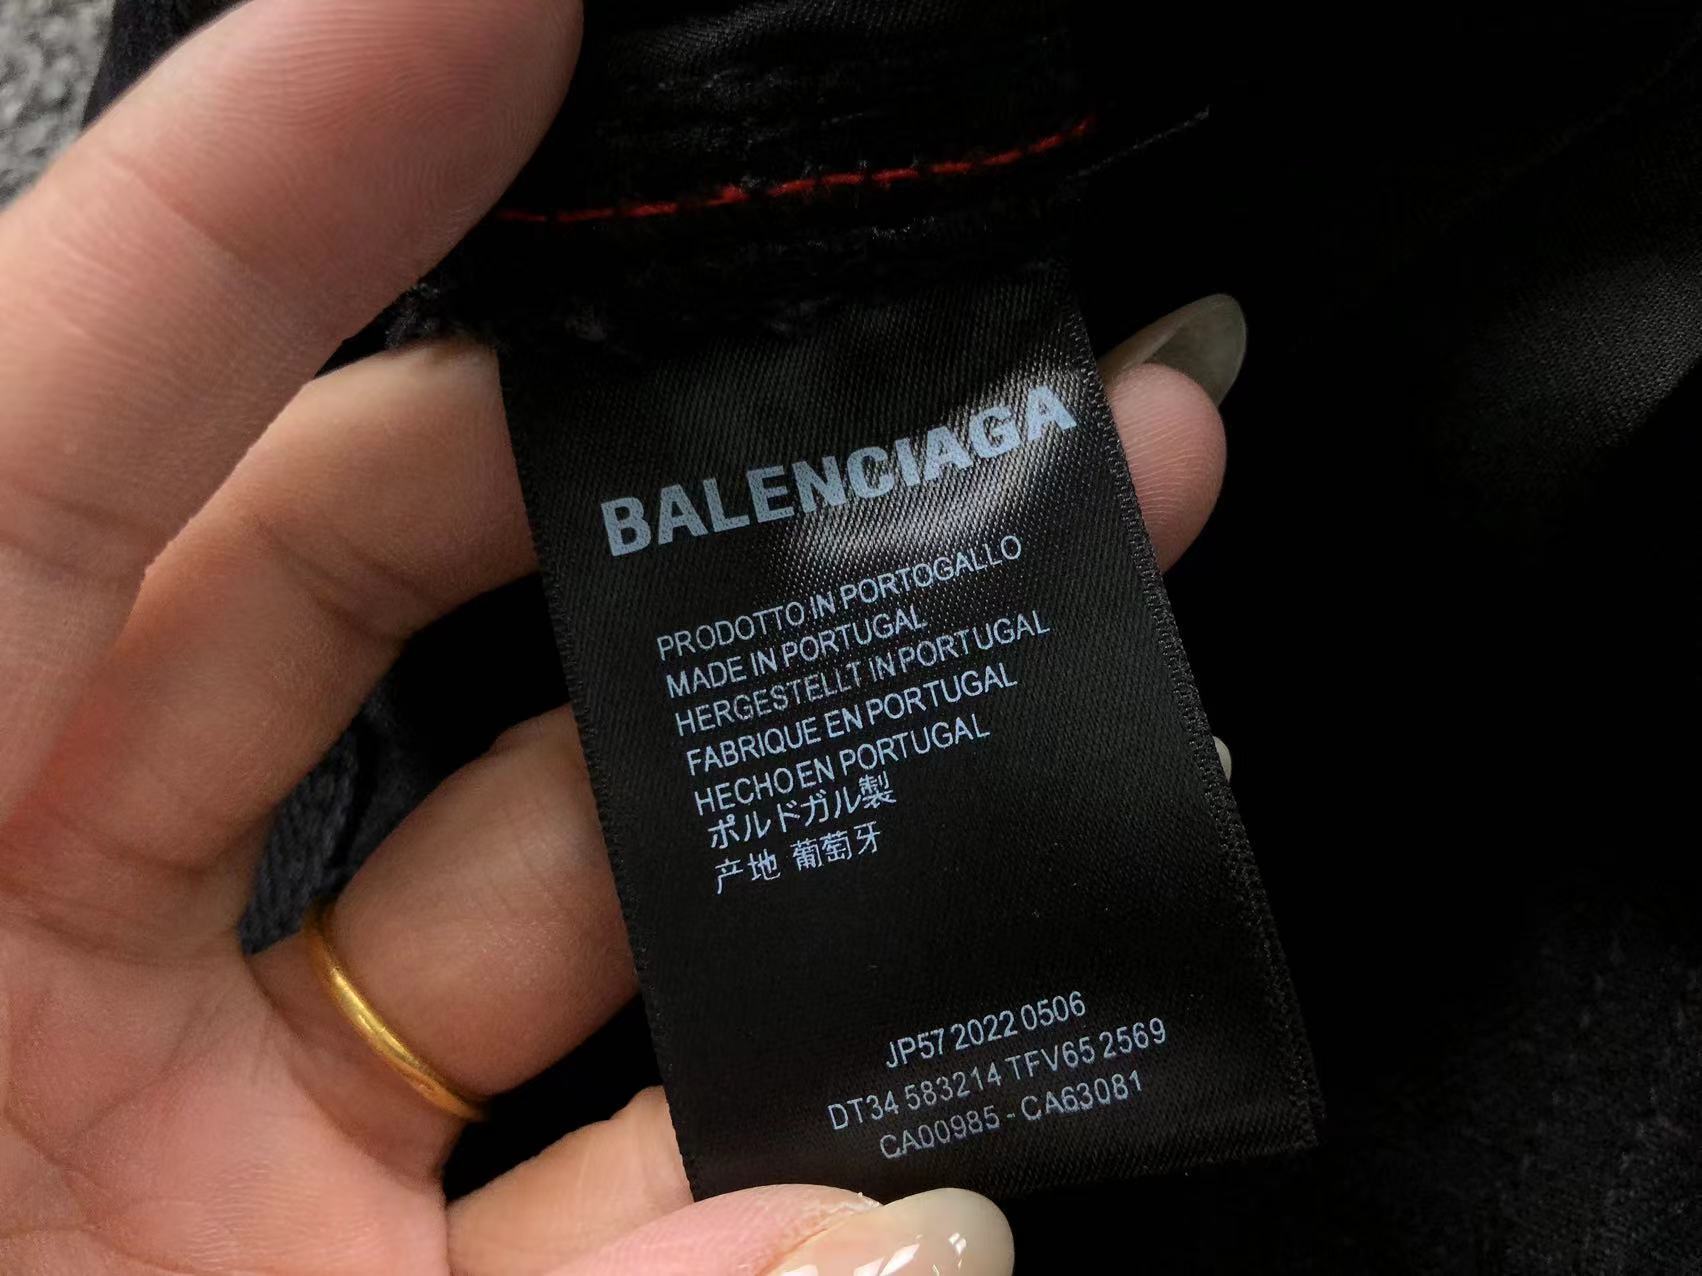 BALENCIAGA
PRODOTTO IN PORTOGALLO
MADE IN PORTUGAL
HERGESTELLT IN PORTUGAL
FABRIQUE EN PORTUGAL
HECHO EN PORTUGAL
ポルドガル製
产地 葡萄牙
JP57 2022 0506
DT34 583214 TFV65 2569
CA00985 - CA63081